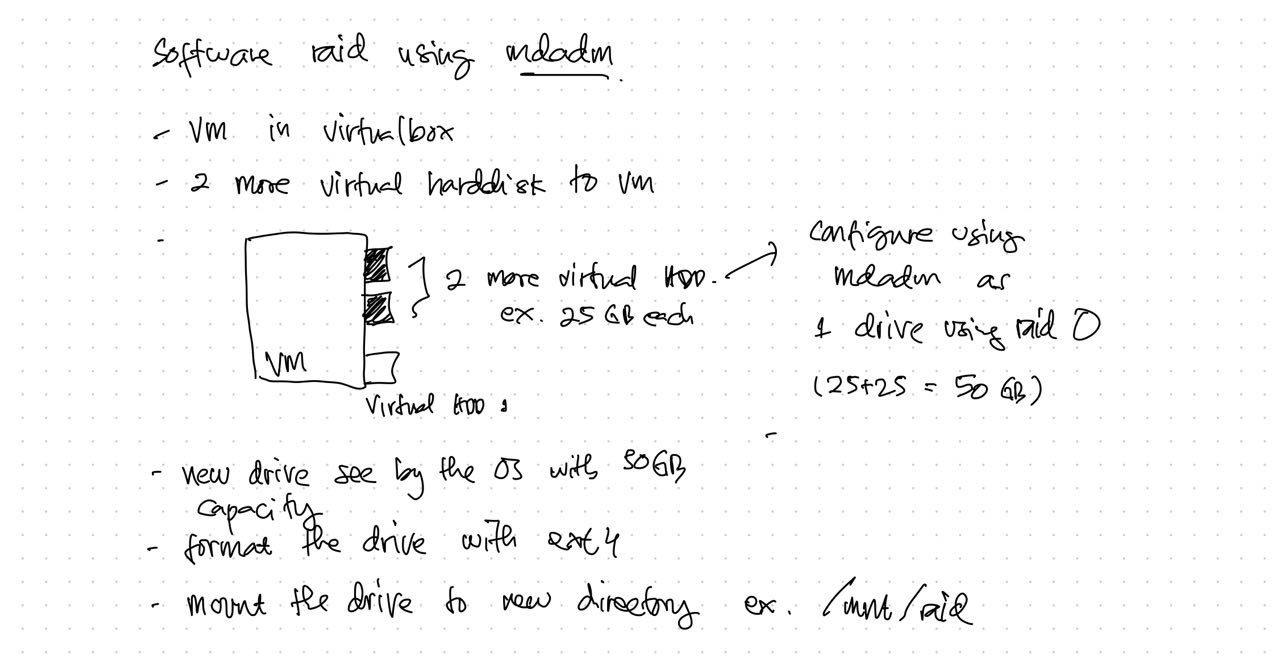 Software raid using mdadm.
- VM in virtualbox
- 2 more virtual harddisk to VM
-
2 more virtual HDD.
ex. 25 GB each
VM
Virtual HDD 1
configure using
mdadm as
1 drive using raid 0
(25+25 = 50 GB)
-
- new drive see by the OS with 50GB
capacity
- format the drive with ext4
- mount the drive to new directory ex. /mnt/raid